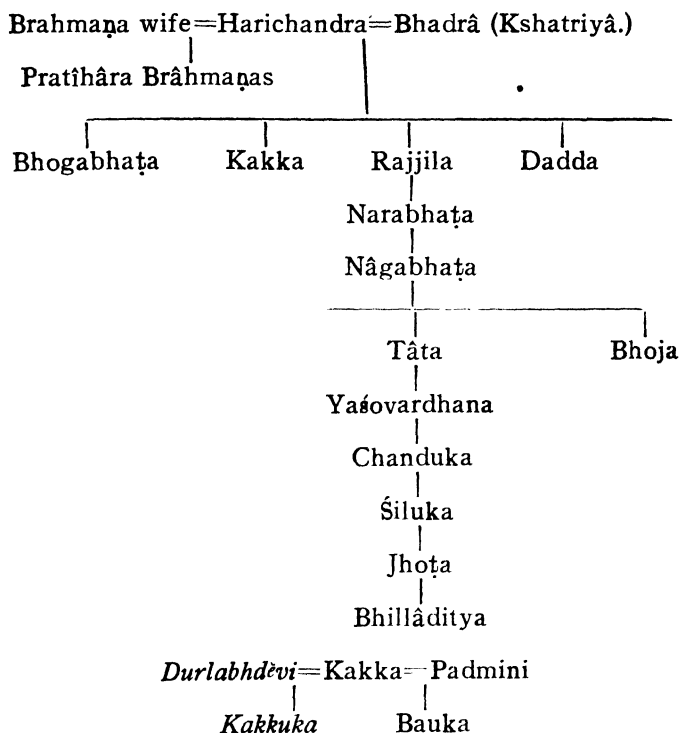 Brahmaṇa wife=Harichandra=Bhadrâ (Kshatriyâ.)
Pratîhâra Brâhmaṇas
Bhogabhaṭa Kakka Rajjila Dadda
Narabhaṭa
Nâgabhaṭa
Tâta Bhoja
Yaśovardhana
Chanduka
Śiluka
Jhoṭa
Bhillâditya
Durlabhdèvi=Kakka=Padmini
Kakkuka Bauka